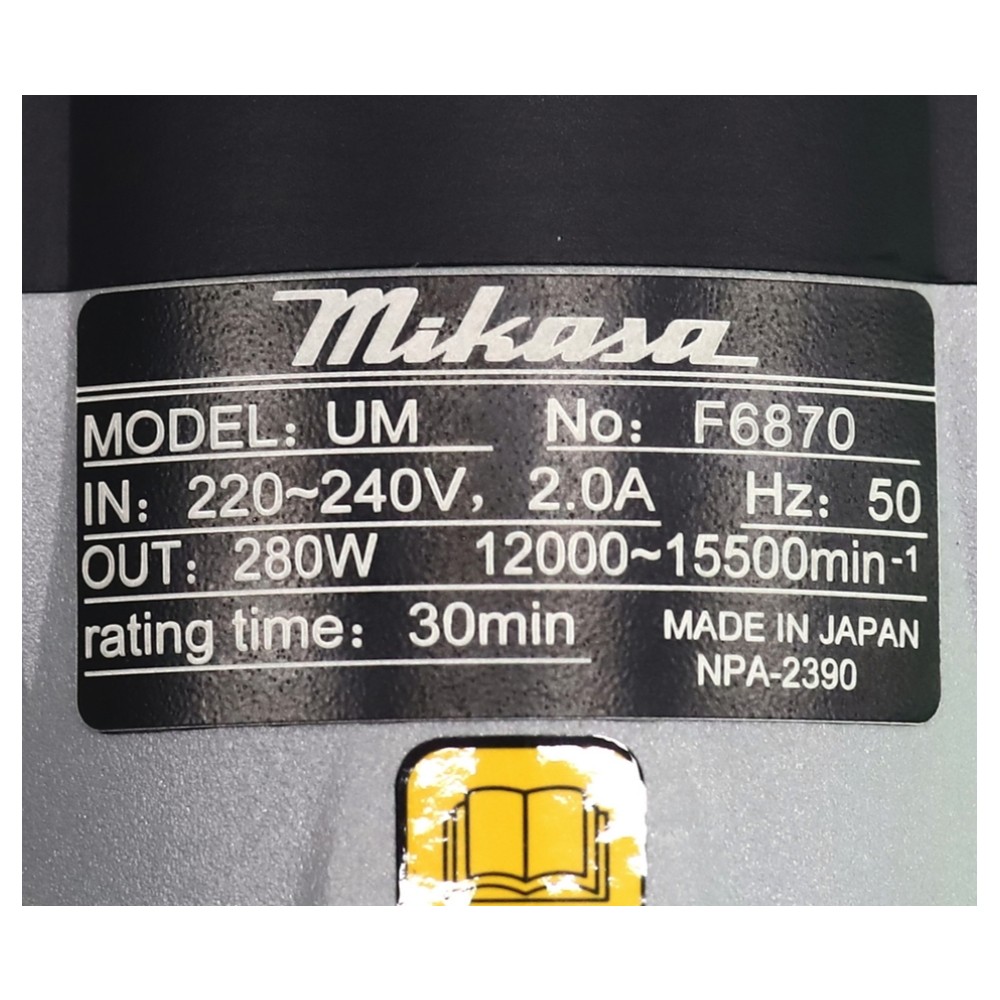 Mikasa
MODEL: UM No: F6870
IN: 220~240V, 2.0A Hz: 50
OUT: 280W 12000~15500min⁻¹
rating time: 30min MADE IN JAPAN
NPA-2390